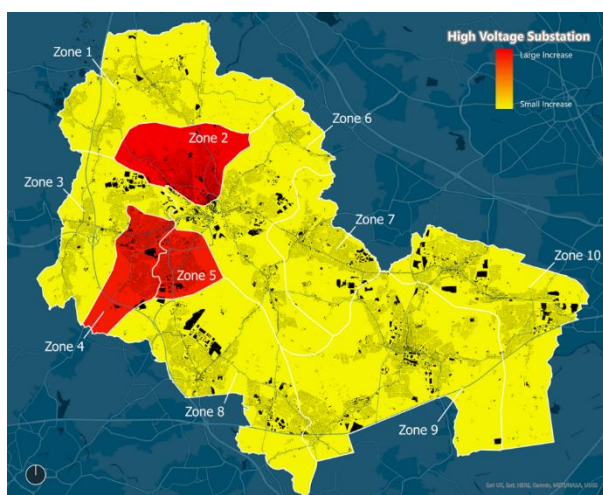 High Voltage Substation
Large Increase
Small Increase
Zone 1
Zone 2
Zone 6
Zone 3
Zone 7
Zone 10
Zone 5
Zone 4
Zone 8
Zone 9